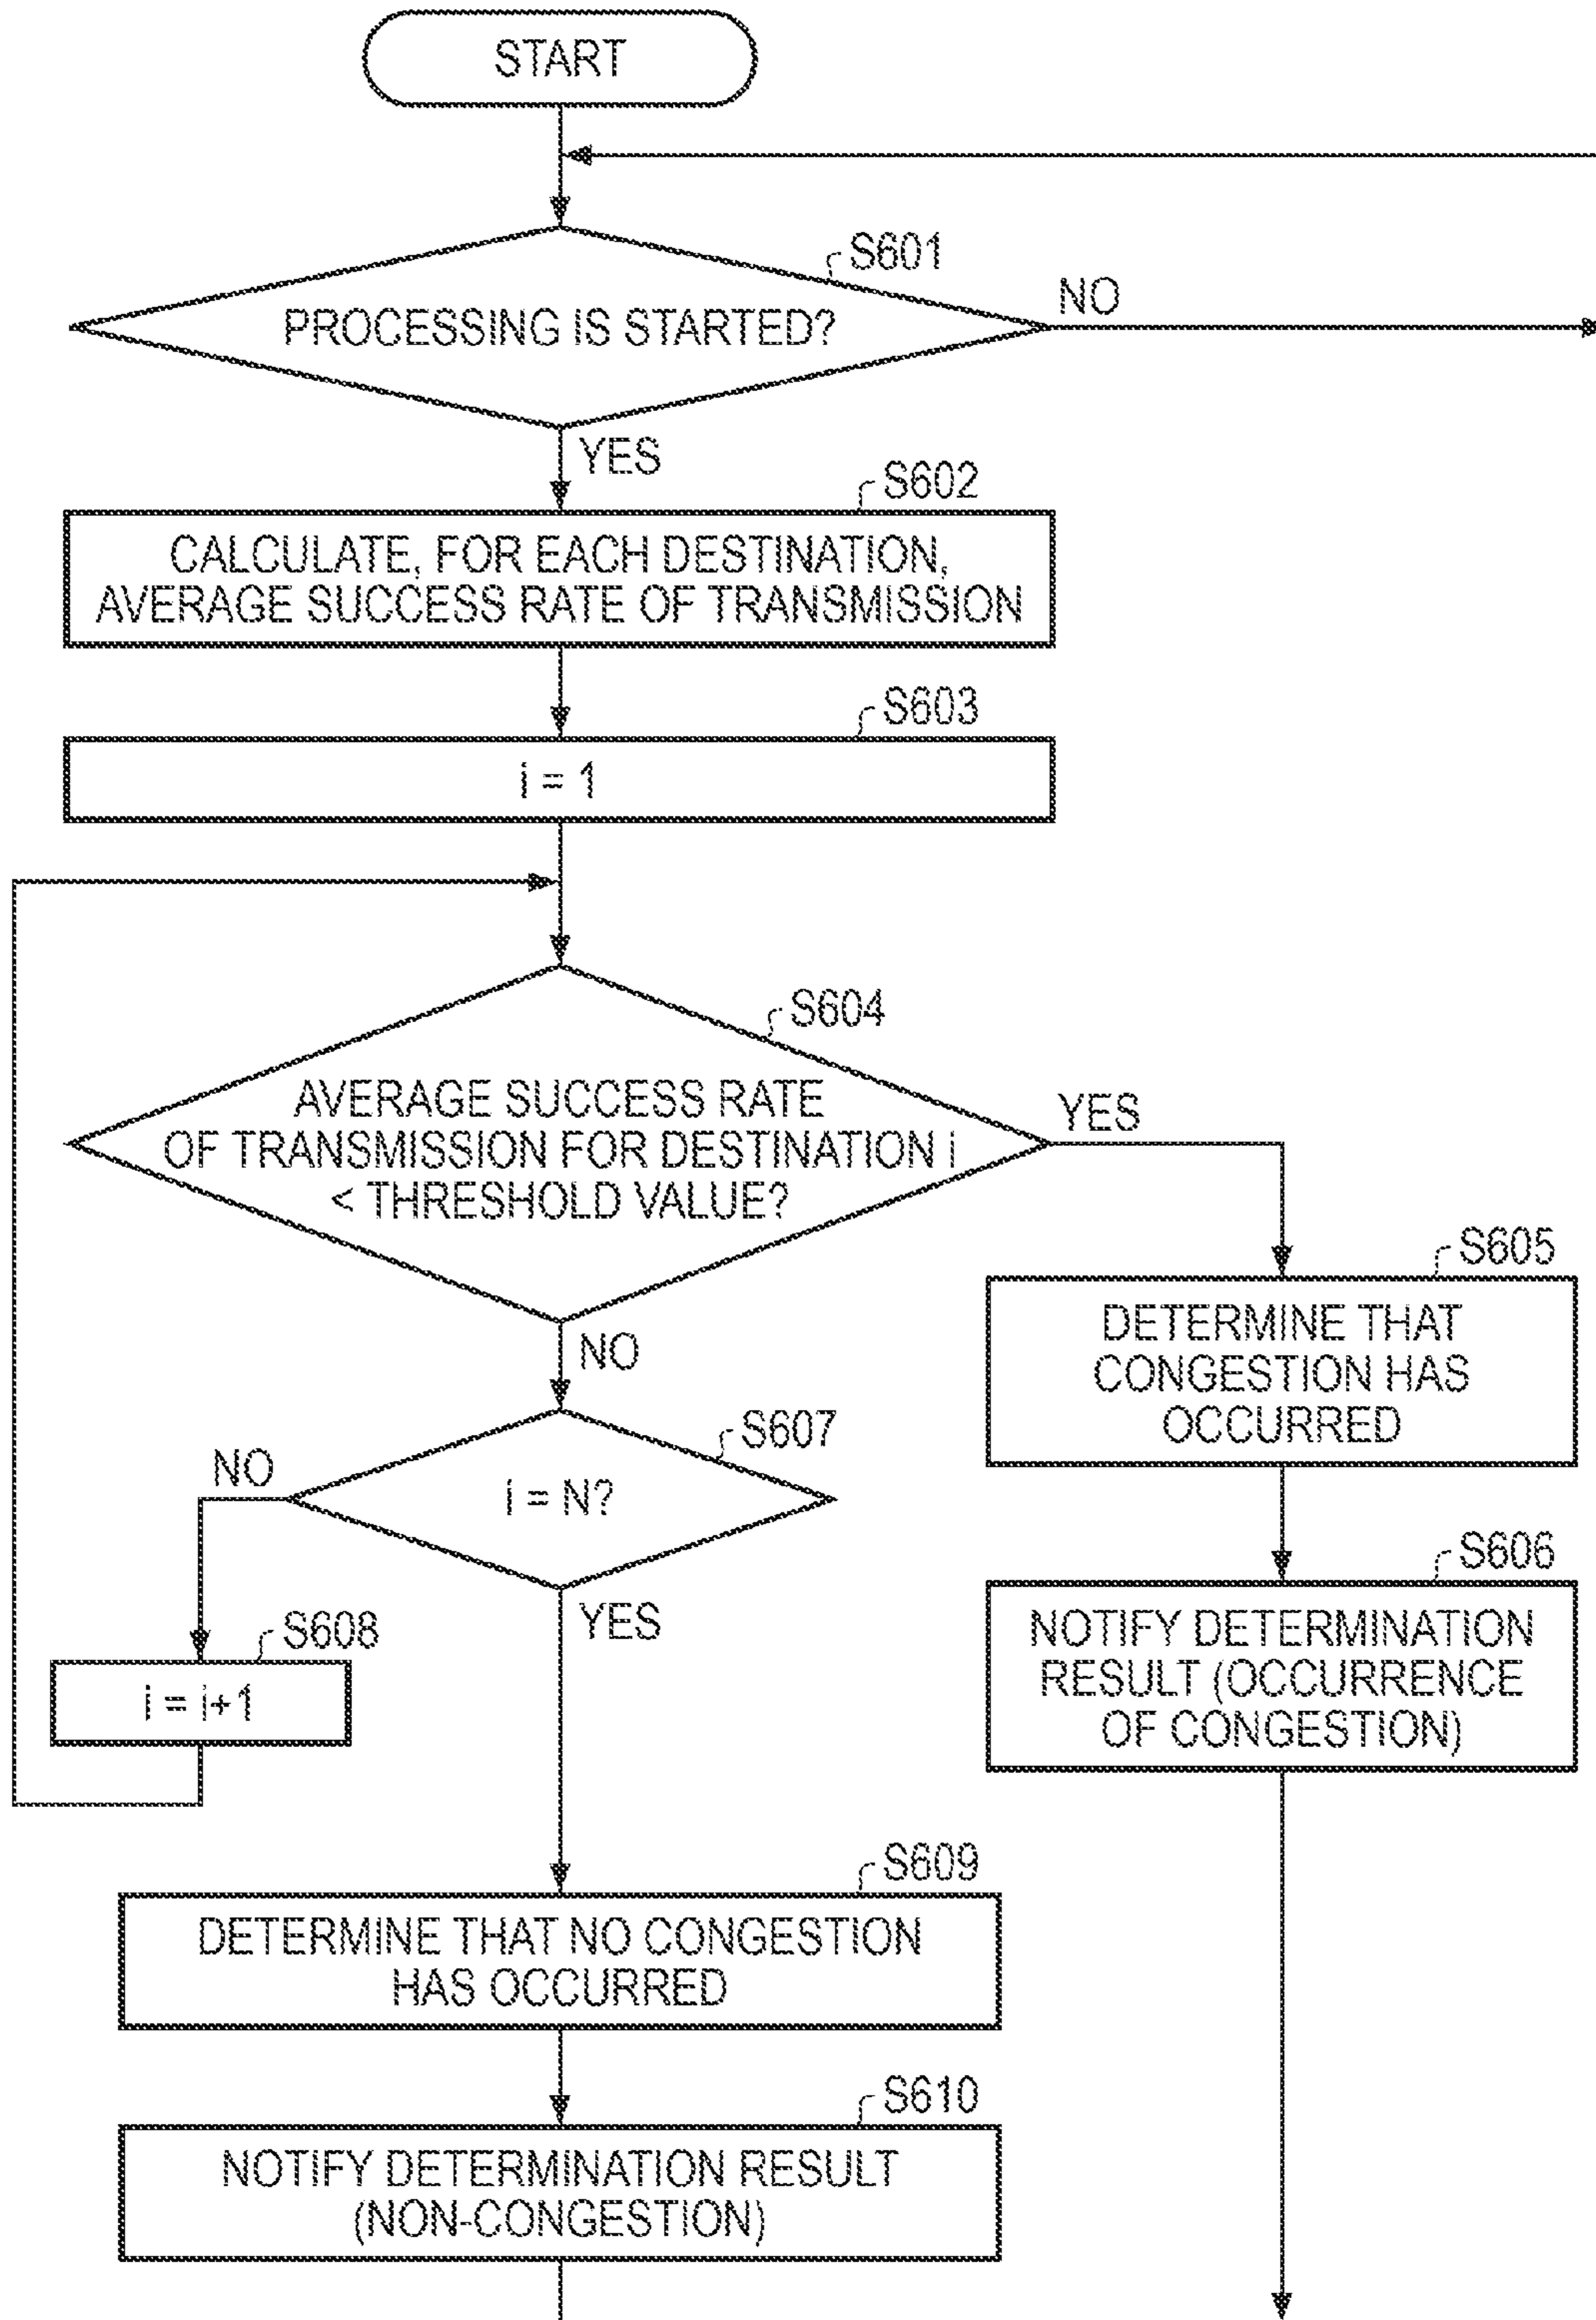 START
S601
PROCESSING IS STARTED?
NO
YES
S602
CALCULATE, FOR EACH DESTINATION,
AVERAGE SUCCESS RATE OF TRANSMISSION
S603
i = 1
S604
AVERAGE SUCCESS RATE
OF TRANSMISSION FOR DESTINATION i
< THRESHOLD VALUE?
YES
NO
S605
DETERMINE THAT
CONGESTION HAS
OCCURRED
S607
i = N?
NO
YES
S606
NOTIFY DETERMINATION
RESULT (OCCURRENCE
OF CONGESTION)
S608
i = i+1
S609
DETERMINE THAT NO CONGESTION
HAS OCCURRED
S610
NOTIFY DETERMINATION RESULT
(NON-CONGESTION)